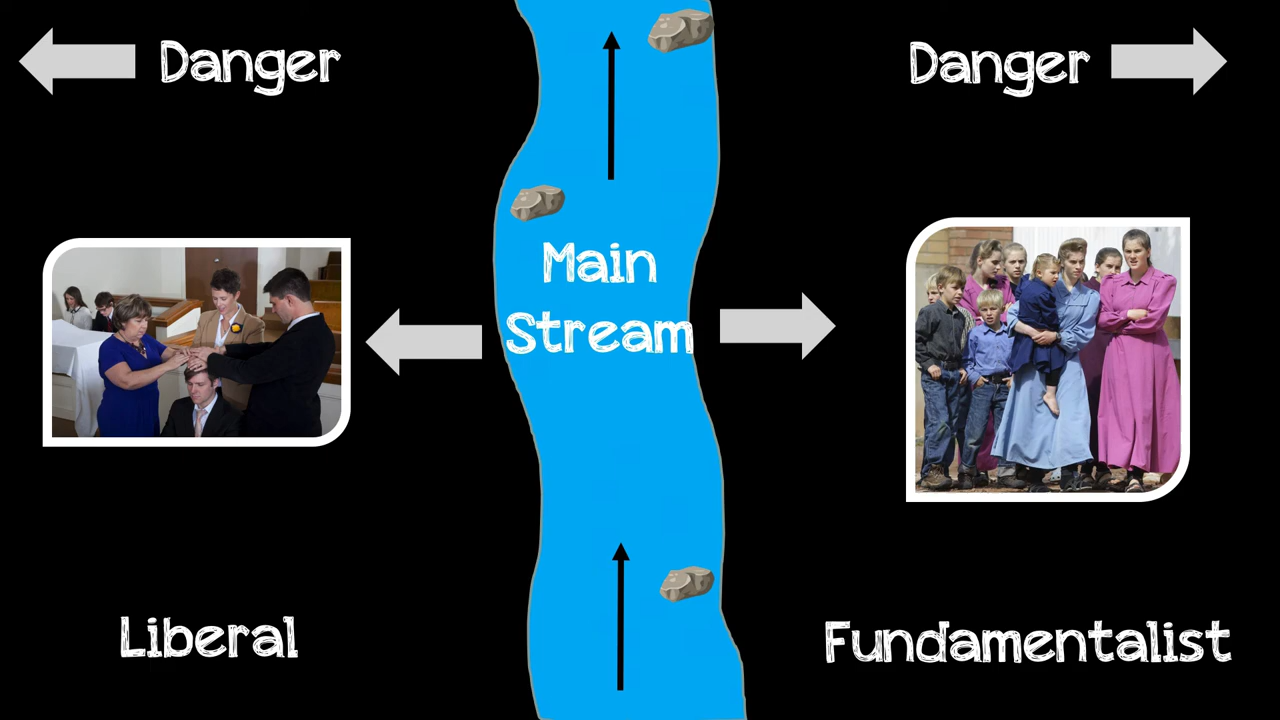 Danger
Danger
Main
Stream
Liberal
Fundamentalist